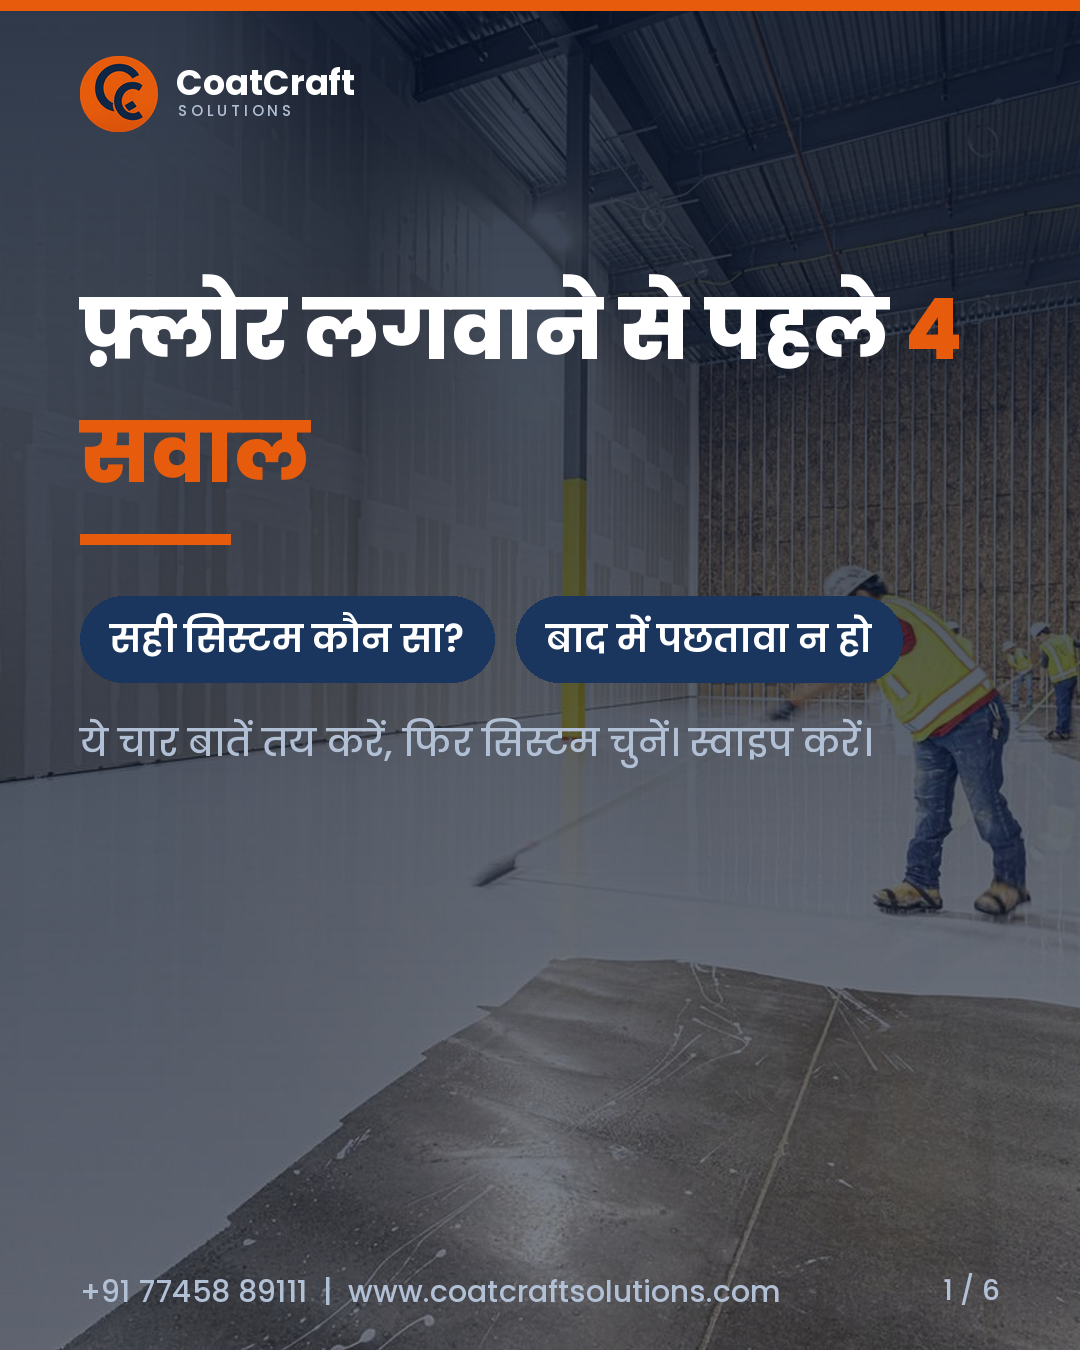 CoatCraft
SOLUTIONS
फ़्लोर लगवाने से पहले 4
सवाल
सही सिस्टम कौन सा?
बाद में पछतावा न हो
ये चार बातें तय करें, फिर सिस्टम चुनें। स्वाइप करें।
+91 77458 89111 | www.coatcraftsolutions.com
1 / 6